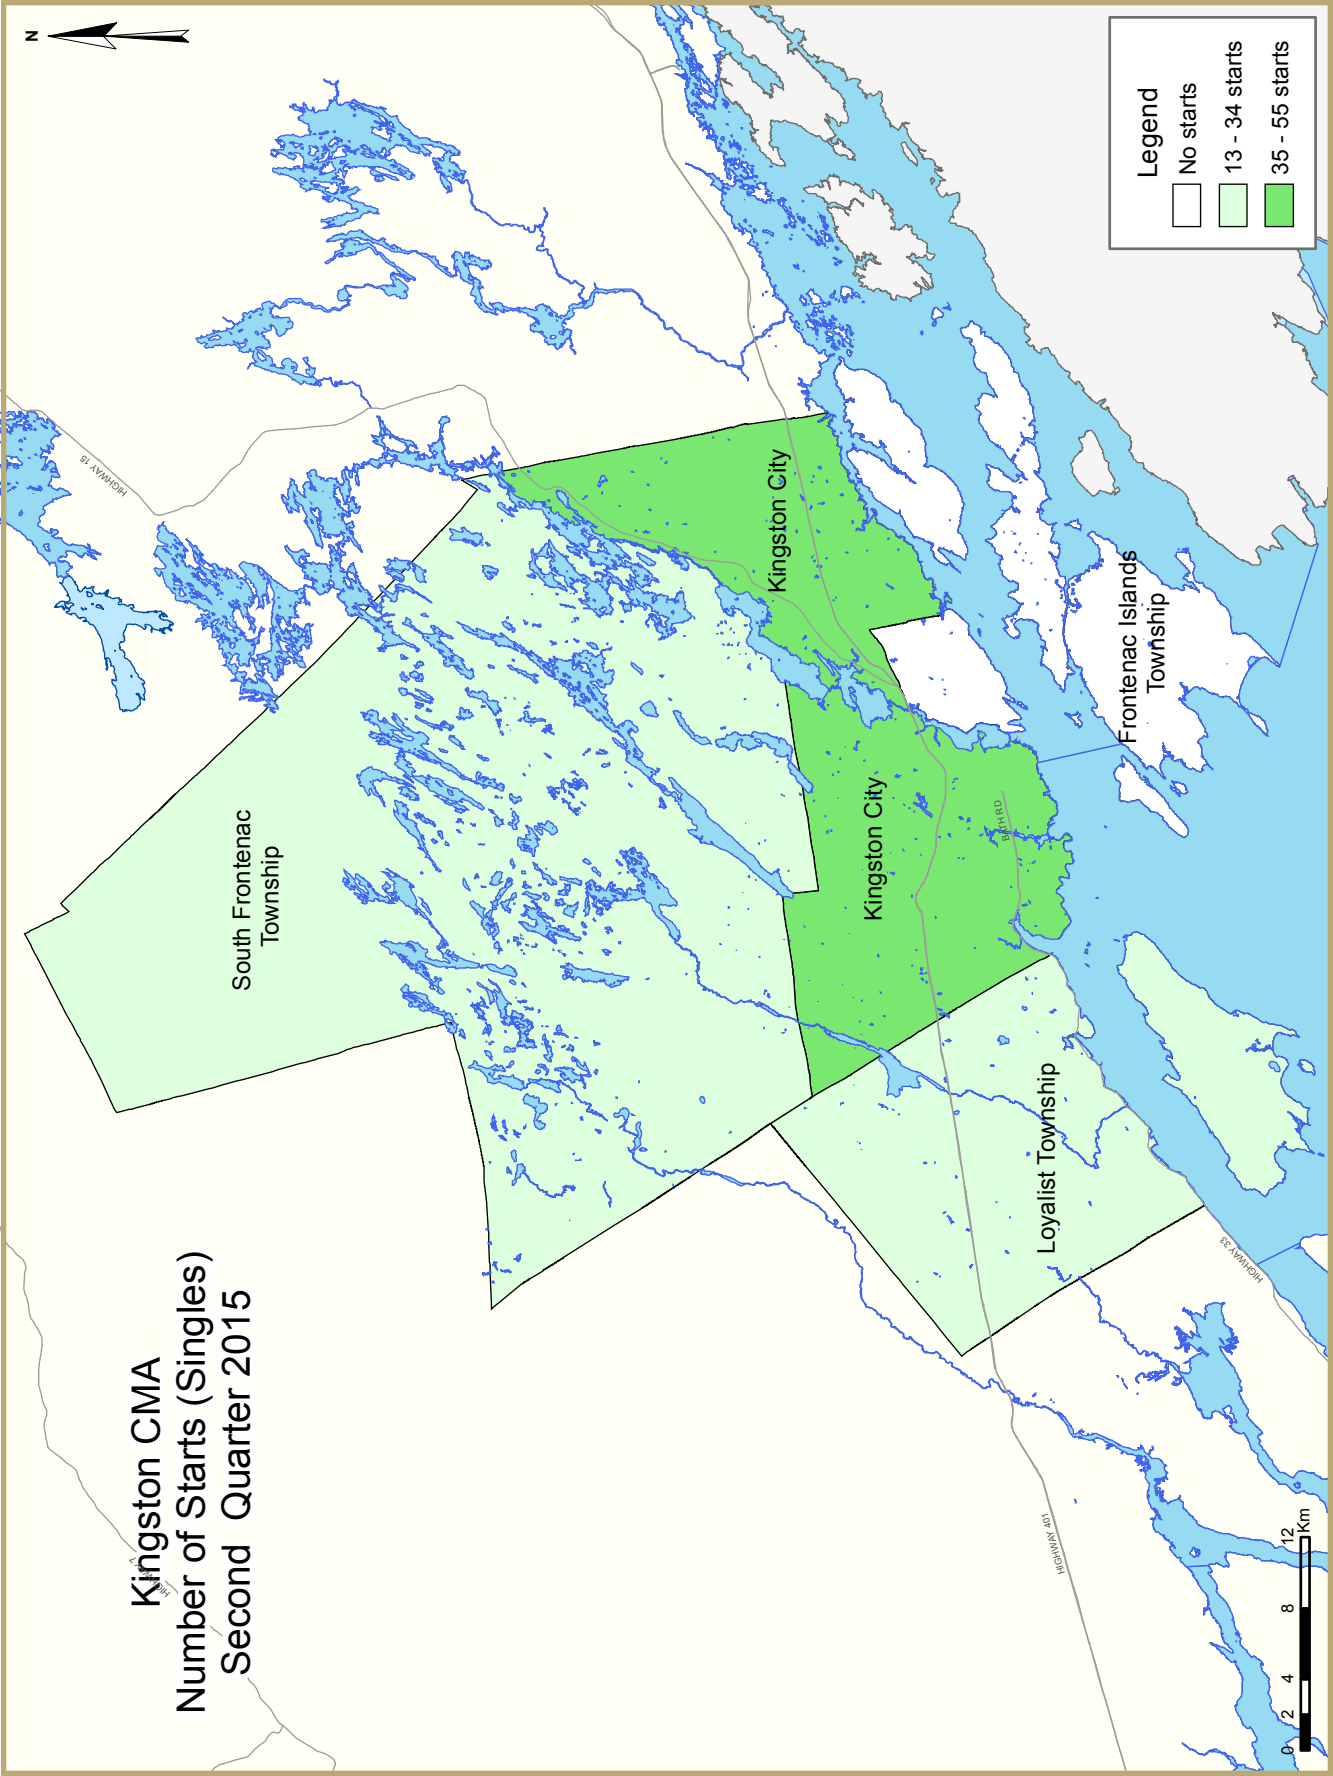 Kingston CMA
Number of Starts (Singles)
Second Quarter 2015
N
HIGHWAY 7
HIGHWAY 15
South Frontenac
Township
Kingston City
Kingston City
BATH RD
Loyalist Township
Frontenac Islands
Township
HIGHWAY 33
HIGHWAY 401
0 2 4 8 12
Km
Legend
No starts
13 - 34 starts
35 - 55 starts